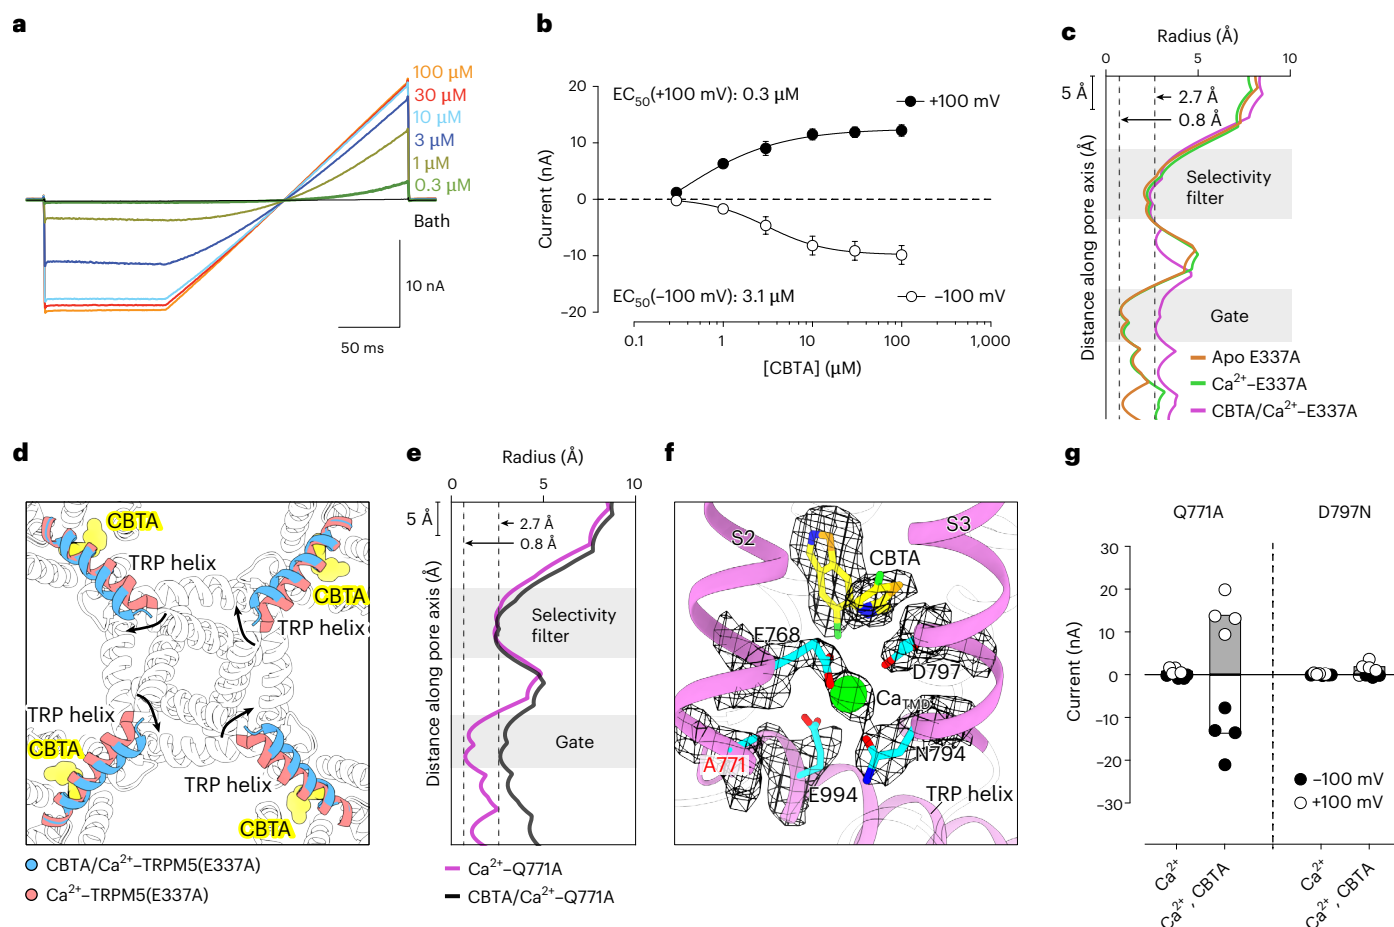 a
100 µM
30 µM
10 µM
3 µM
1 µM
0.3 µM
Bath
10 nA
50 ms
b
Current (nA)
20
10
0
−10
−20
EC50(+100 mV): 0.3 µM
+100 mV
EC50(−100 mV): 3.1 µM
−100 mV
0.1
1
10
100
1,000
[CBTA] (µM)
c
Radius (Å)
0
5
10
5 Å
2.7 Å
0.8 Å
Distance along pore axis (Å)
Selectivity
filter
Gate
Apo E337A
Ca2+–E337A
CBTA/Ca2+–E337A
d
CBTA
TRP helix
CBTA
TRP helix
TRP helix
CBTA
TRP helix
CBTA
CBTA/Ca2+–TRPM5(E337A)
Ca2+–TRPM5(E337A)
e
Radius (Å)
0
5
10
5 Å
2.7 Å
0.8 Å
Distance along pore axis (Å)
Selectivity
filter
Gate
Ca2+–Q771A
CBTA/Ca2+–Q771A
f
S2
S3
CBTA
E768
D797
CaTMD
A771
N794
E994
TRP helix
g
Q771A
D797N
Current (nA)
30
20
10
0
−10
−20
−30
−100 mV
+100 mV
Ca2+
Ca2+, CBTA
Ca2+
Ca2+, CBTA